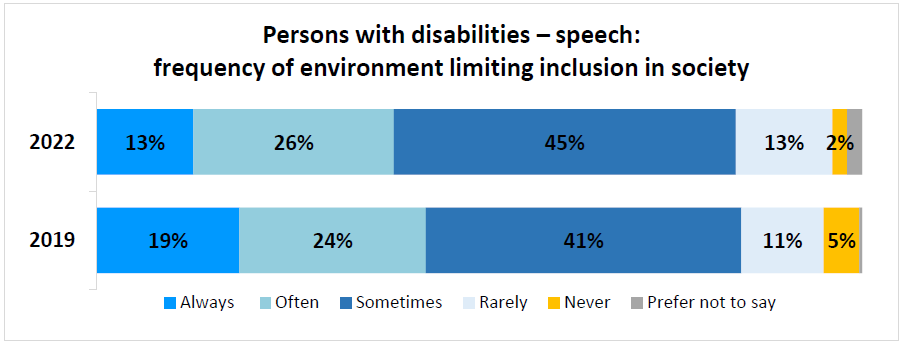 Persons with disabilities – speech:
frequency of environment limiting inclusion in society
2022 13% 26% 45% 13% 2%
2019 19% 24% 41% 11% 5%
Always Often Sometimes Rarely Never Prefer not to say